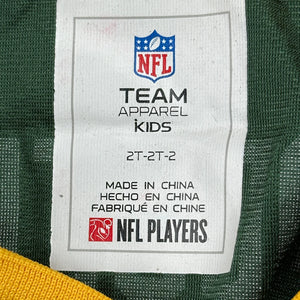 NFL
TEAM
APPAREL
KIDS
2T-2T-2
MADE IN CHINA
HECHO EN CHINA
FABRIQUÉ EN CHINE
NFL PLAYERS